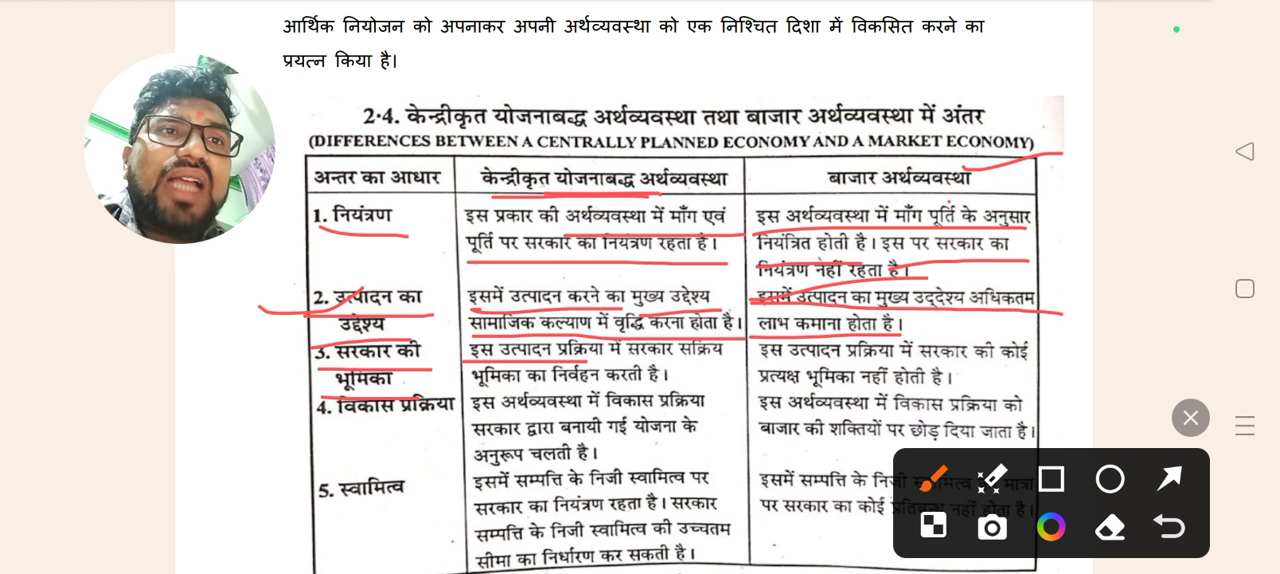 आर्थिक नियोजन को अपनाकर अपनी अर्थव्यवस्था को एक निश्चित दिशा में विकसित करने का
प्रयत्न किया है।
2·4. केन्द्रीकृत योजनाबद्ध अर्थव्यवस्था तथा बाजार अर्थव्यवस्था में अंतर
(DIFFERENCES BETWEEN A CENTRALLY PLANNED ECONOMY AND A MARKET ECONOMY)
अन्तर का आधार केन्द्रीकृत योजनाबद्ध अर्थव्यवस्था बाजार अर्थव्यवस्था
1. नियंत्रण इस प्रकार की अर्थव्यवस्था में माँग एवं इस अर्थव्यवस्था में माँग पूर्ति के अनुसार
पूर्ति पर सरकार का नियंत्रण रहता है। नियंत्रित होती है। इस पर सरकार का
नियंत्रण नहीं रहता है।
2. उत्पादन का इसमें उत्पादन करने का मुख्य उद्देश्य इसमें उत्पादन का मुख्य उद्देश्य अधिकतम
उद्देश्य सामाजिक कल्याण में वृद्धि करना होता है। लाभ कमाना होता है।
3. सरकार की इस उत्पादन प्रक्रिया में सरकार सक्रिय इस उत्पादन प्रक्रिया में सरकार की कोई
भूमिका भूमिका का निर्वहन करती है। प्रत्यक्ष भूमिका नहीं होती है।
4. विकास प्रक्रिया इस अर्थव्यवस्था में विकास प्रक्रिया इस अर्थव्यवस्था में विकास प्रक्रिया को
सरकार द्वारा बनायी गई योजना के बाजार की शक्तियों पर छोड़ दिया जाता है।
अनुरूप चलती है।
5. स्वामित्व इसमें सम्पत्ति के निजी स्वामित्व पर इसमें सम्पत्ति के निजी मात्रा
सरकार का नियंत्रण रहता है। सरकार पर सरकार का कोई प्रतिबन्ध नहीं होता है।
सम्पत्ति के निजी स्वामित्व की उच्चतम
सीमा का निर्धारण कर सकती है।